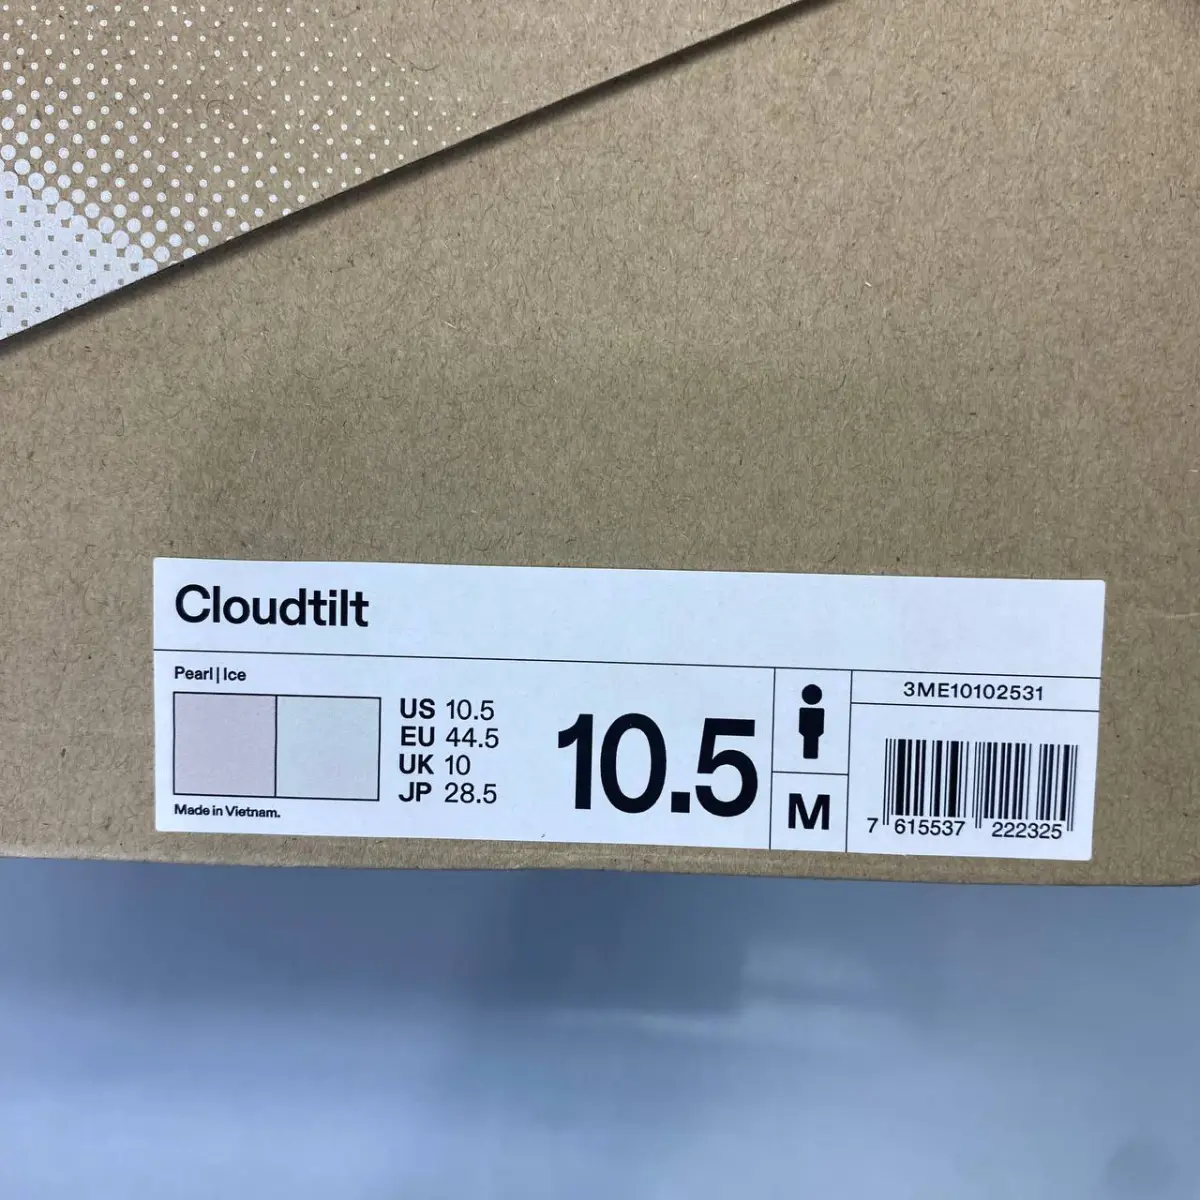 Cloudtilt
Pearl | Ice
US 10.5
EU 44.5
UK 10
JP 28.5
Made in Vietnam.
10.5
M
3ME10102531
7 615537 222325